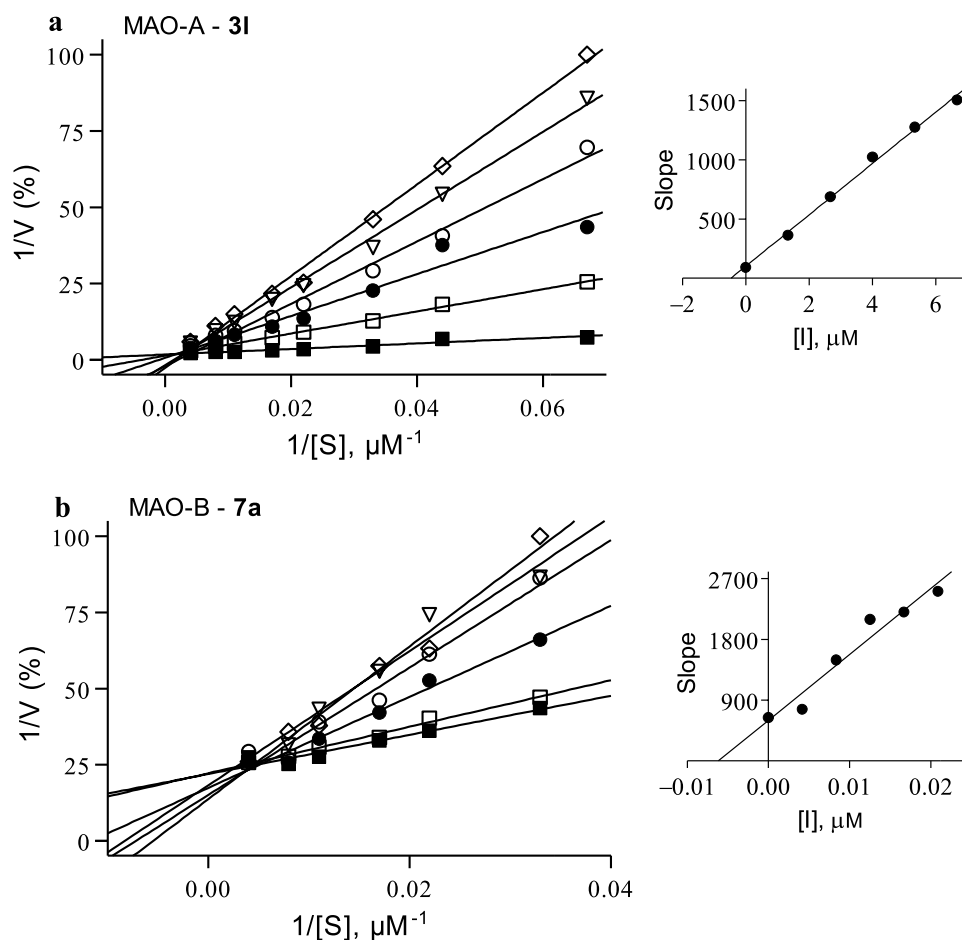 a
MAO-A - 3l
100
75
50
25
0
1/V (%)
0.00 0.02 0.04 0.06
1/[S], μM-1
1500
1000
500
Slope
−2 0 2 4 6
[I], μM
b
MAO-B - 7a
100
75
50
25
0
1/V (%)
0.00 0.02 0.04
1/[S], μM-1
2700
1800
900
Slope
−0.01 0.00 0.01 0.02
[I], μM